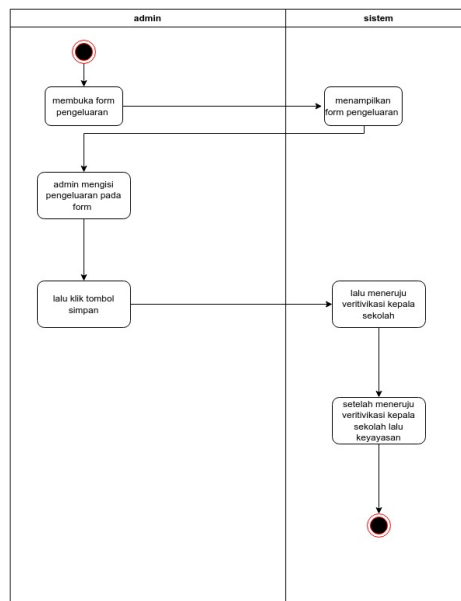 admin
sistem
membuka form
pengeluaran
menampilkan
form pengeluaran
admin mengisi
pengeluaran pada
form
lalu klik tombol
simpan
lalu meneruju
veritivikasi kepala
sekolah
setelah meneruju
veritivikasi kepala
sekolah lalu
keyayasan